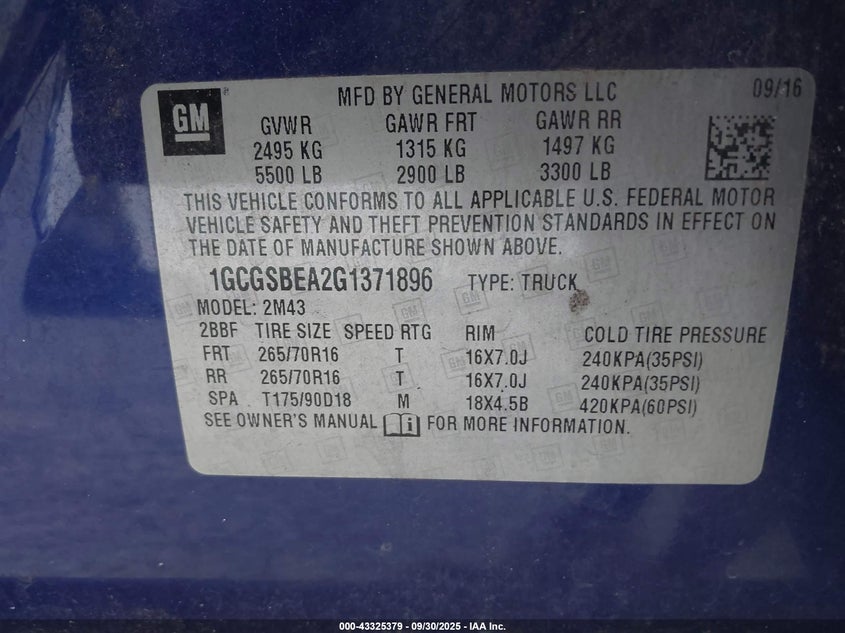 GM
MFD BY GENERAL MOTORS LLC
09/16
GVWR GAWR FRT GAWR RR
2495 KG 1315 KG 1497 KG
5500 LB 2900 LB 3300 LB
THIS VEHICLE CONFORMS TO ALL APPLICABLE U.S. FEDERAL MOTOR
VEHICLE SAFETY AND THEFT PREVENTION STANDARDS IN EFFECT ON
THE DATE OF MANUFACTURE SHOWN ABOVE.
1GCGSBEA2G1371896 TYPE: TRUCK
MODEL: 2M43
2BBF TIRE SIZE SPEED RTG RIM COLD TIRE PRESSURE
FRT 265/70R16 T 16X7.0J 240KPA(35PSI)
RR 265/70R16 T 16X7.0J 240KPA(35PSI)
SPA T175/90D18 M 18X4.5B 420KPA(60PSI)
SEE OWNER'S MANUAL FOR MORE INFORMATION.
000-43325379 - 09/30/2025 - IAA Inc.